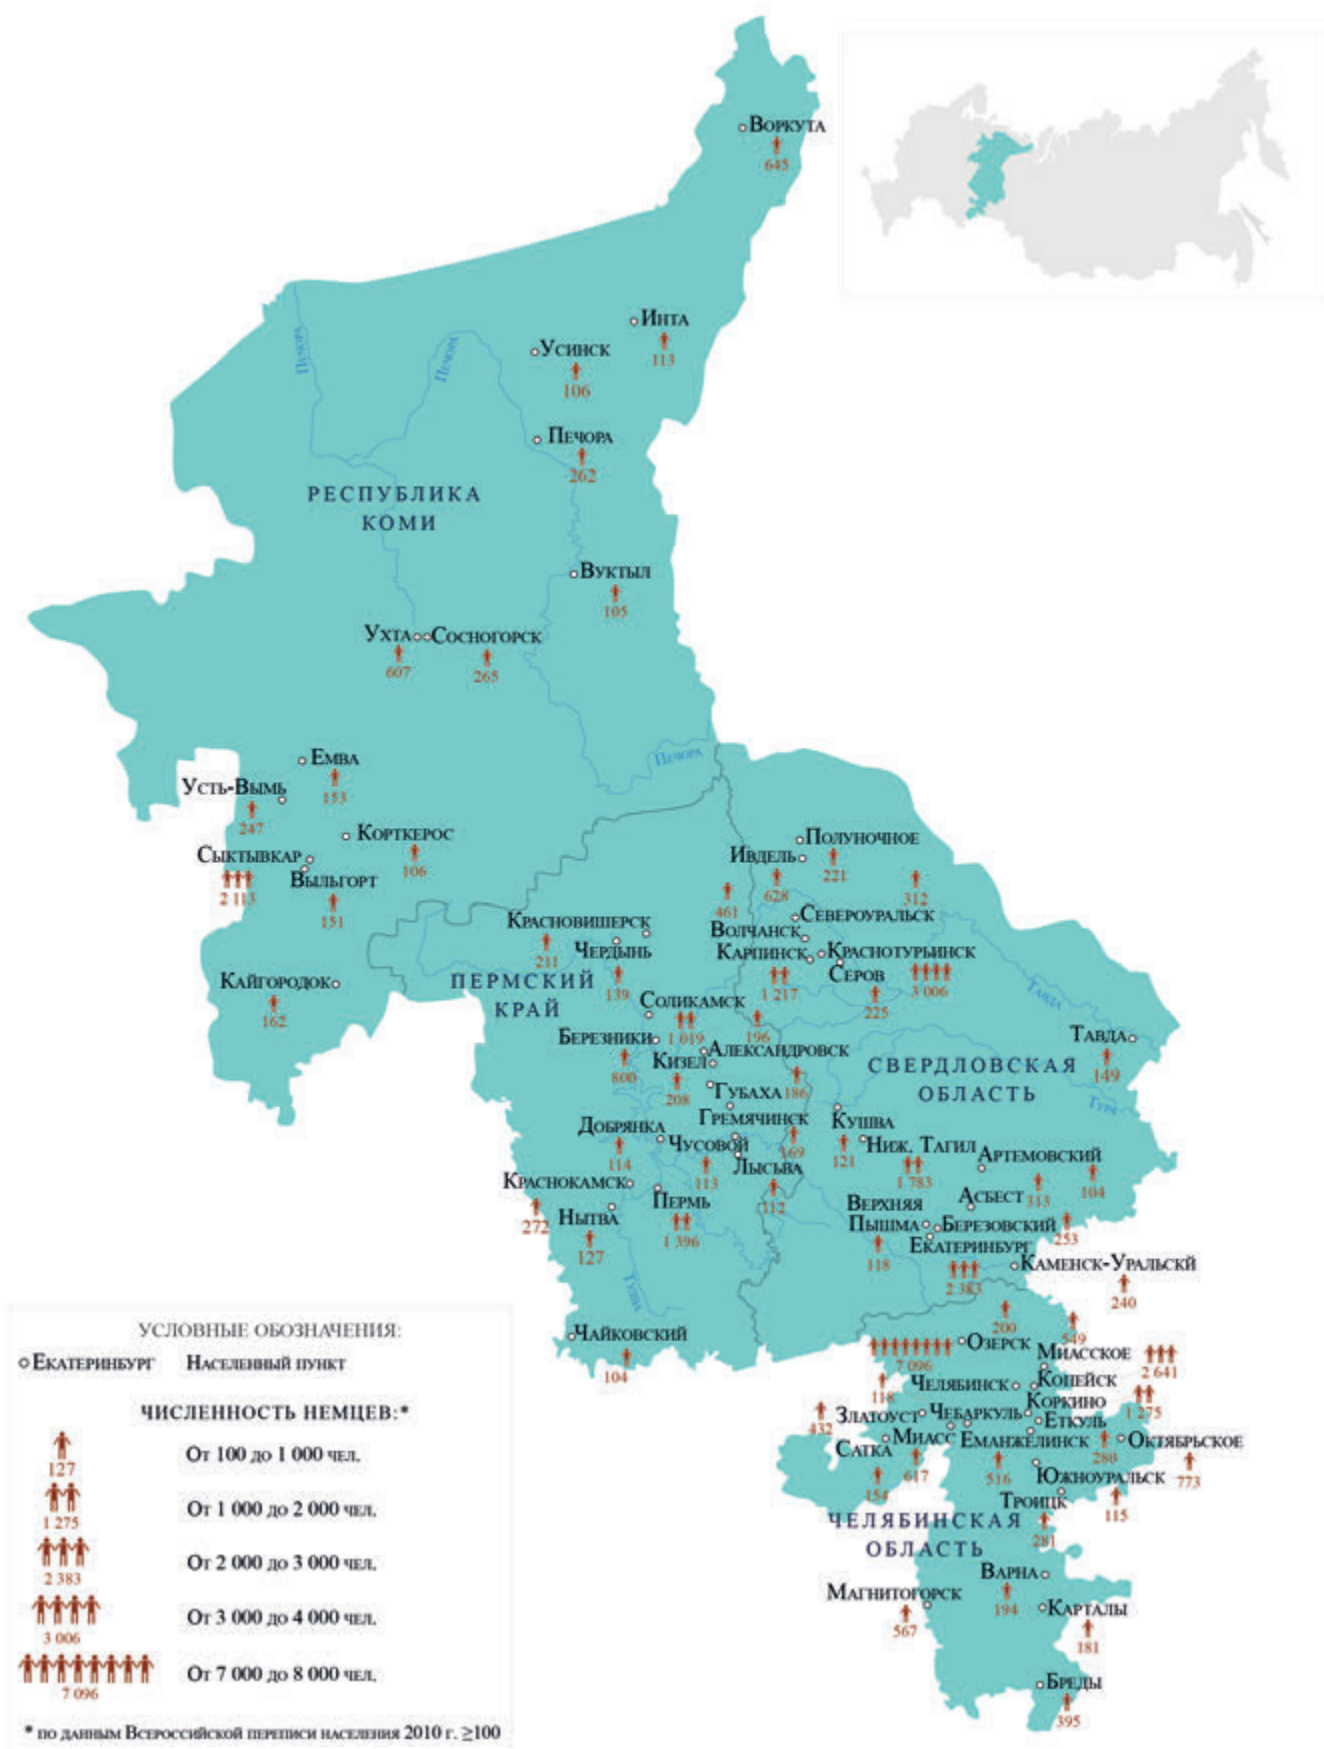 Воркута
645
Инта
113
Усинск
106
Печора
Печора
Печора
262
РЕСПУБЛИКА
КОМИ
Вуктыл
105
Ухта
Сосногорск
607
265
Печора
Емва
153
Усть-Вымь
247
Корткерос
106
Сыктывкар
2 113
Выльгорт
151
Кайгородок
162
Полуночное
221
Ивдель
628
312
461
Североуральск
Волчанск
Карпинск
1 217
Краснотурьинск
3 006
Серов
225
Красновишерск
211
Чердынь
139
ПЕРМСКИЙ
КРАЙ
Соликамск
1 019
196
Березники
800
Александровск
186
Кизел
208
Губаха
Гремячинск
169
Тавда
Тавда
149
СВЕРДЛОВСКАЯ
ОБЛАСТЬ
Тура
Добрянка
114
Чусовой
113
Лысьва
112
Кушва
121
Ниж. Тагил
1 783
Артемовский
104
Краснокамск
272
Пермь
1 396
Нытва
127
Асбест
313
Верхняя
Пышма
118
Березовский
253
Екатеринбург
2 383
Каменск-Уральскй
240
Тулва
Чайковский
104
200
549
Озерск
7 096
Миасское
2 641
Челябинск
118
Копейск
Коркино
1 275
Златоуст
432
Чебаркуль
Еткуль
Миасс
617
Еманжелинск
516
280
Октябрьское
773
Сатка
154
Южноуральск
115
Троицк
281
ЧЕЛЯБИНСКАЯ
ОБЛАСТЬ
Варна
194
Магнитогорск
567
Карталы
181
Бреды
395
УСЛОВНЫЕ ОБОЗНАЧЕНИЯ:
Екатеринбург Населенный пункт
ЧИСЛЕННОСТЬ НЕМЦЕВ:*
127 От 100 до 1 000 чел.
1 275 От 1 000 до 2 000 чел.
2 383 От 2 000 до 3 000 чел.
3 006 От 3 000 до 4 000 чел.
7 096 От 7 000 до 8 000 чел.
* по данным Всероссийской переписи населения 2010 г. ≥100